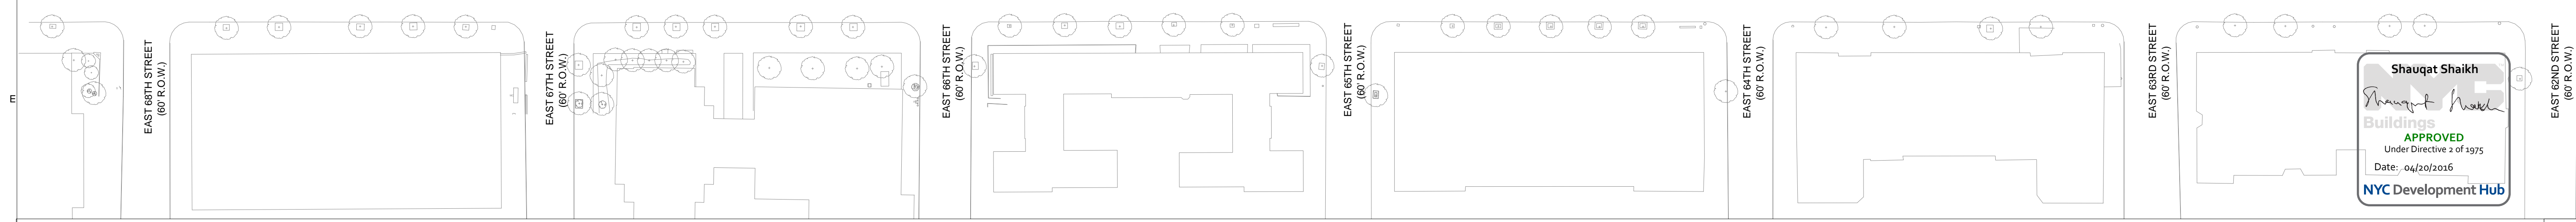 E
EAST 68TH STREET
(60' R.O.W.)
EAST 67TH STREET
(60' R.O.W.)
EAST 66TH STREET
(60' R.O.W.)
EAST 65TH STREET
(60' R.O.W.)
EAST 64TH STREET
(60' R.O.W.)
EAST 63RD STREET
(60' R.O.W.)
EAST 62ND STREET
(60' R.O.W.)
Shauqat Shaikh
NYC
Buildings
APPROVED
Under Directive 2 of 1975
Date: 04/20/2016
NYC Development Hub